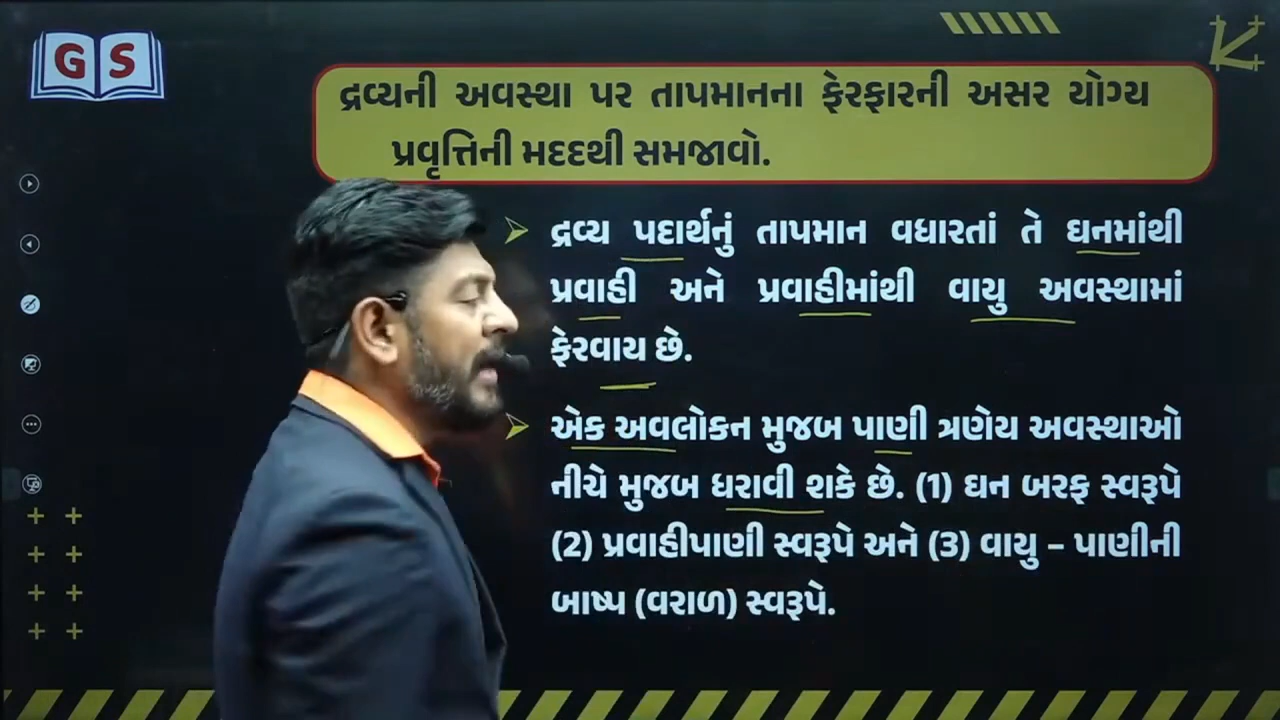 GS
દ્રવ્યની અવસ્થા પર તાપમાનના ફેરફારની અસર યોગ્ય
પ્રવૃત્તિની મદદથી સમજાવો.
દ્રવ્ય પદાર્થનું તાપમાન વધારતાં તે ઘનમાંથી
પ્રવાહી અને પ્રવાહીમાંથી વાયુ અવસ્થામાં
ફેરવાય છે.
એક અવલોકન મુજબ પાણી ત્રણેય અવસ્થાઓ
નીચે મુજબ ધરાવી શકે છે. (1) ઘન બરફ સ્વરૂપે
(2) પ્રવાહીપાણી સ્વરૂપે અને (3) વાયુ – પાણીની
બાષ્પ (વરાળ) સ્વરૂપે.